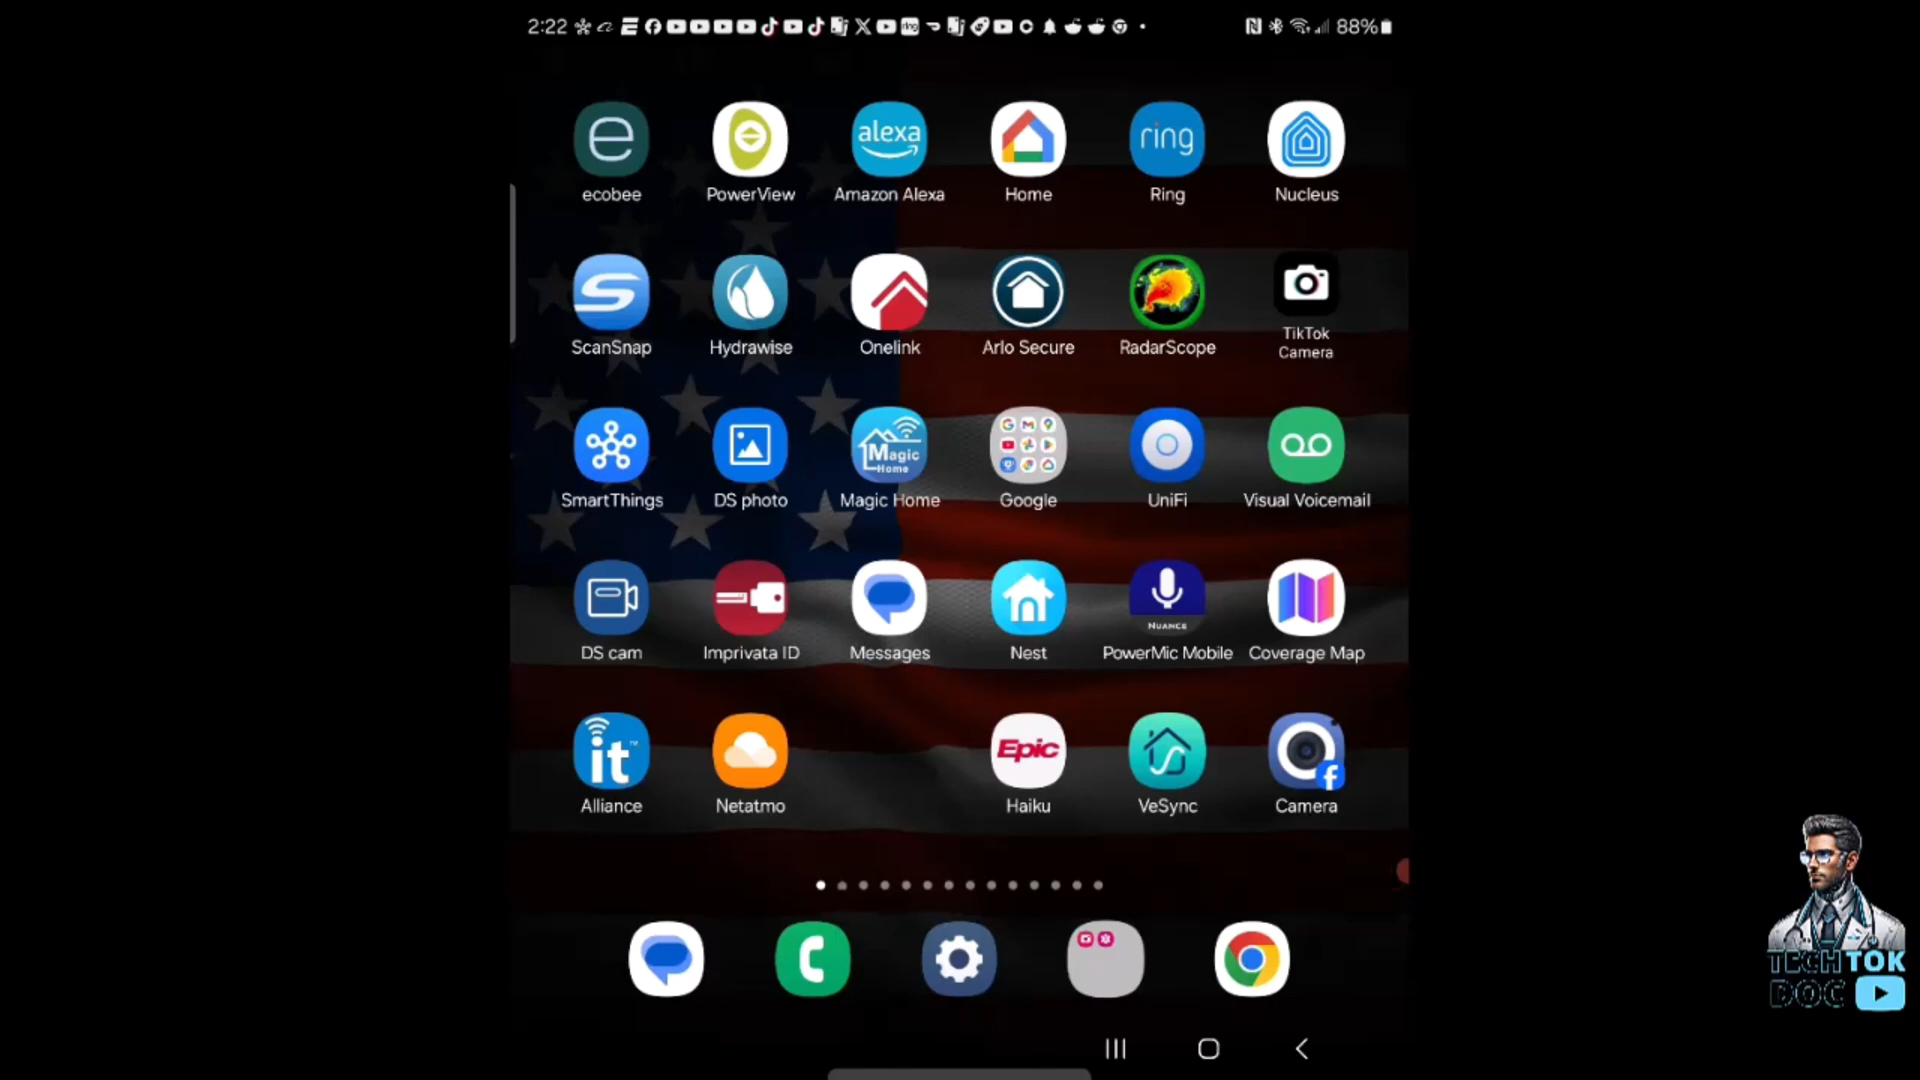 2:22
88%
alexa
ring
ecobee
PowerView
Amazon Alexa
Home
Ring
Nucleus
ScanSnap
Hydrawise
Onelink
Arlo Secure
RadarScope
TikTok
Camera
Magic
Home
SmartThings
DS photo
Magic Home
Google
UniFi
Visual Voicemail
NUANCE
DS cam
Imprivata ID
Messages
Nest
PowerMic Mobile
Coverage Map
it
Epic
Alliance
Netatmo
Haiku
VeSync
Camera
TECHTOK
DOC